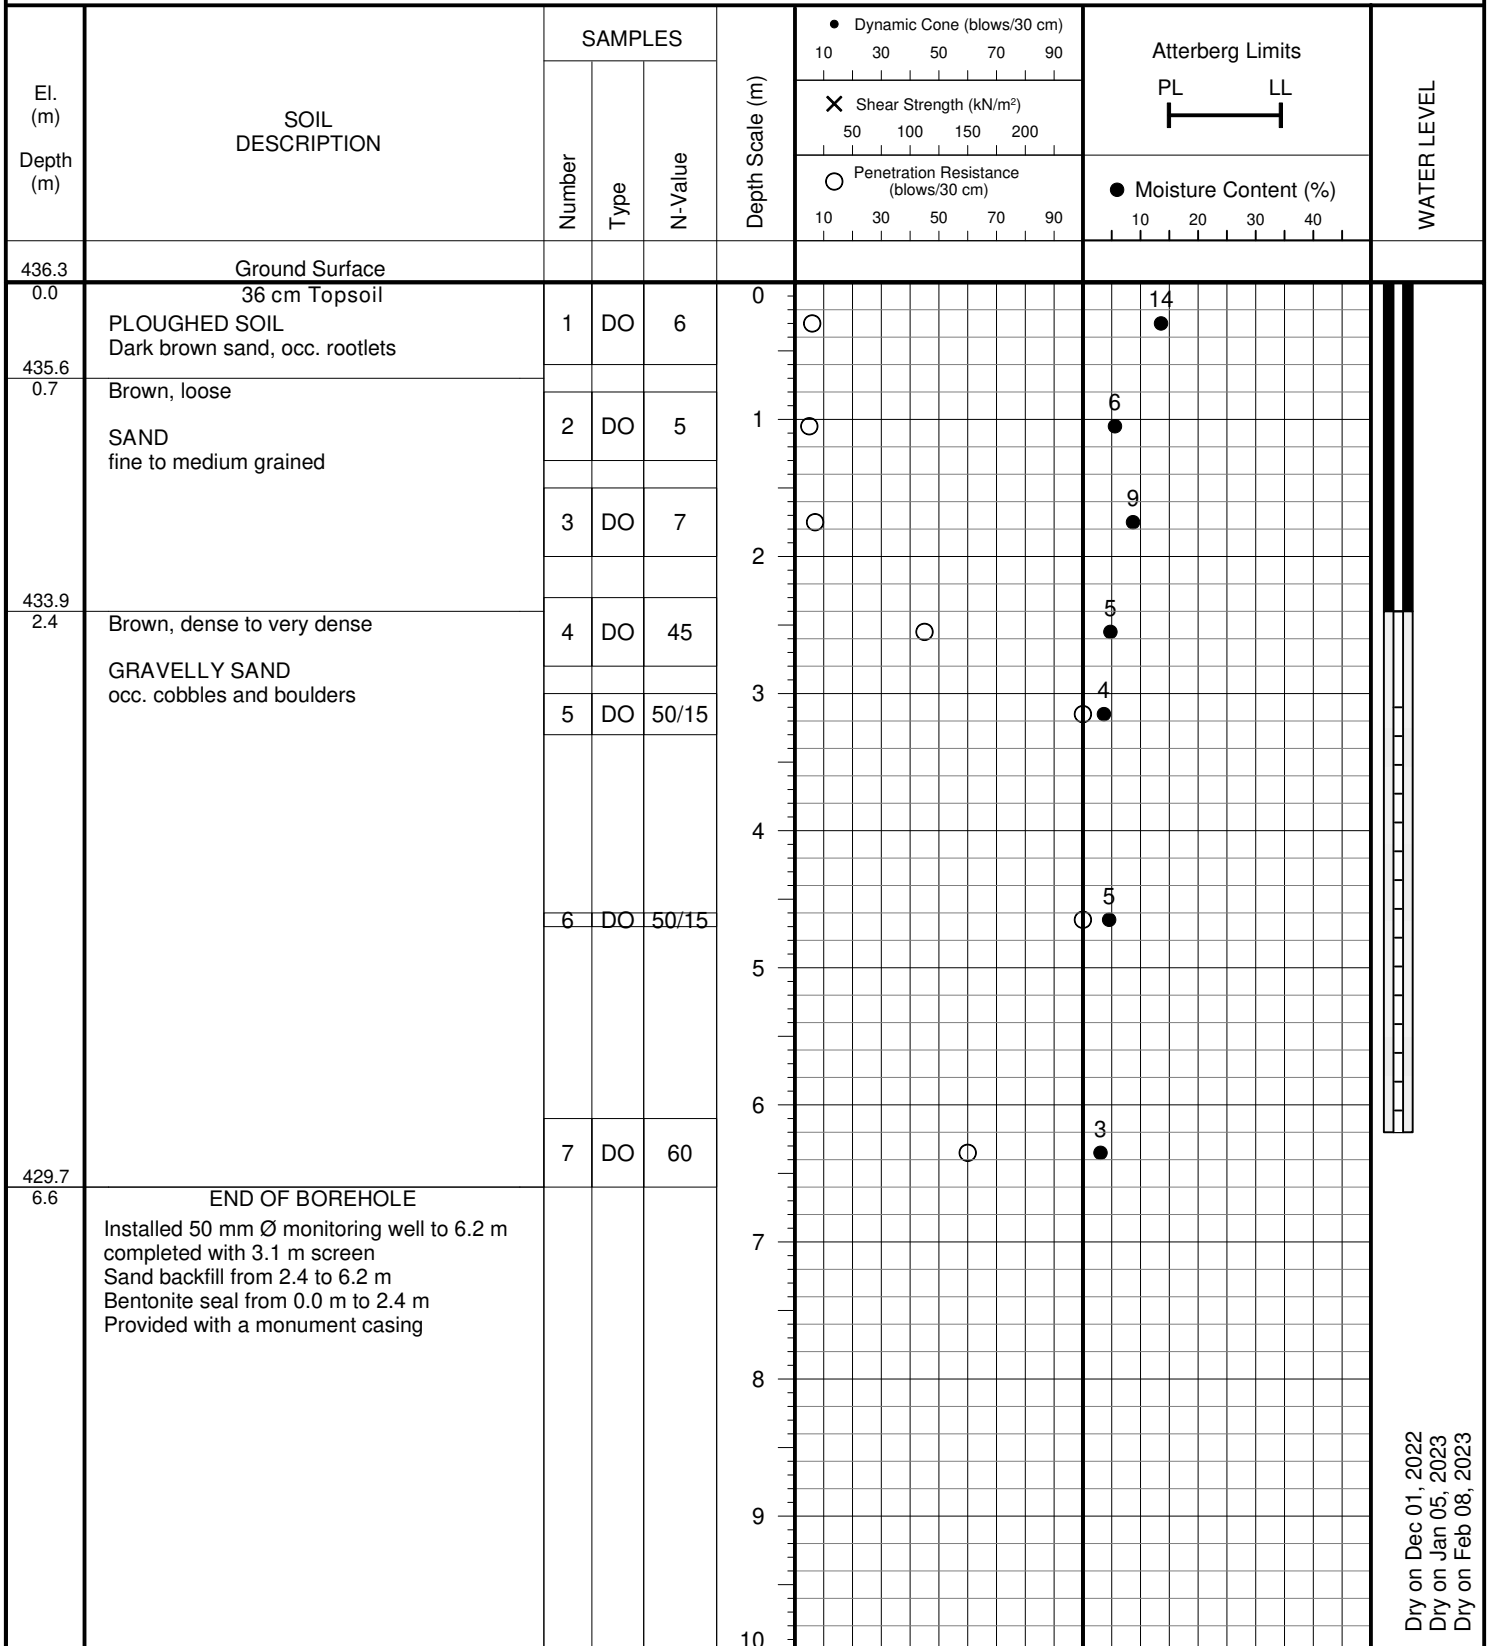 El.
(m)
Depth
(m)
SOIL
DESCRIPTION
SAMPLES
Number
Type
N-Value
Depth Scale (m)
● Dynamic Cone (blows/30 cm)
10 30 50 70 90
✕ Shear Strength (kN/m²)
50 100 150 200
○ Penetration Resistance
(blows/30 cm)
10 30 50 70 90
Atterberg Limits
PL LL
● Moisture Content (%)
10 20 30 40
WATER LEVEL
436.3 Ground Surface
0.0 36 cm Topsoil
PLOUGHED SOIL
Dark brown sand, occ. rootlets
1 DO 6
0
14
435.6
0.7 Brown, loose
SAND
fine to medium grained
2 DO 5
1
6
3 DO 7
9
2
433.9
2.4 Brown, dense to very dense
GRAVELLY SAND
occ. cobbles and boulders
4 DO 45
5
3
5 DO 50/15
4
4
6 DO 50/15
5
5
6
7 DO 60
3
429.7
6.6 END OF BOREHOLE
Installed 50 mm Ø monitoring well to 6.2 m
completed with 3.1 m screen
Sand backfill from 2.4 to 6.2 m
Bentonite seal from 0.0 m to 2.4 m
Provided with a monument casing
7
8
9
10
Dry on Dec 01, 2022
Dry on Jan 05, 2023
Dry on Feb 08, 2023